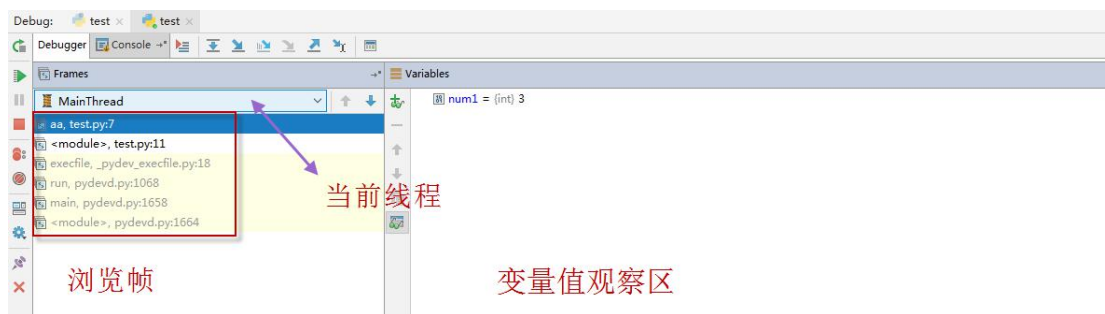 Debug: test × test ×
Debugger Console →*
Frames →* Variables
MainThread num1 = {int} 3
aa, test.py:7
<module>, test.py:11
execfile, _pydev_execfile.py:18
run, pydevd.py:1068
main, pydevd.py:1658
<module>, pydevd.py:1664
当前线程
浏览帧
变量值观察区